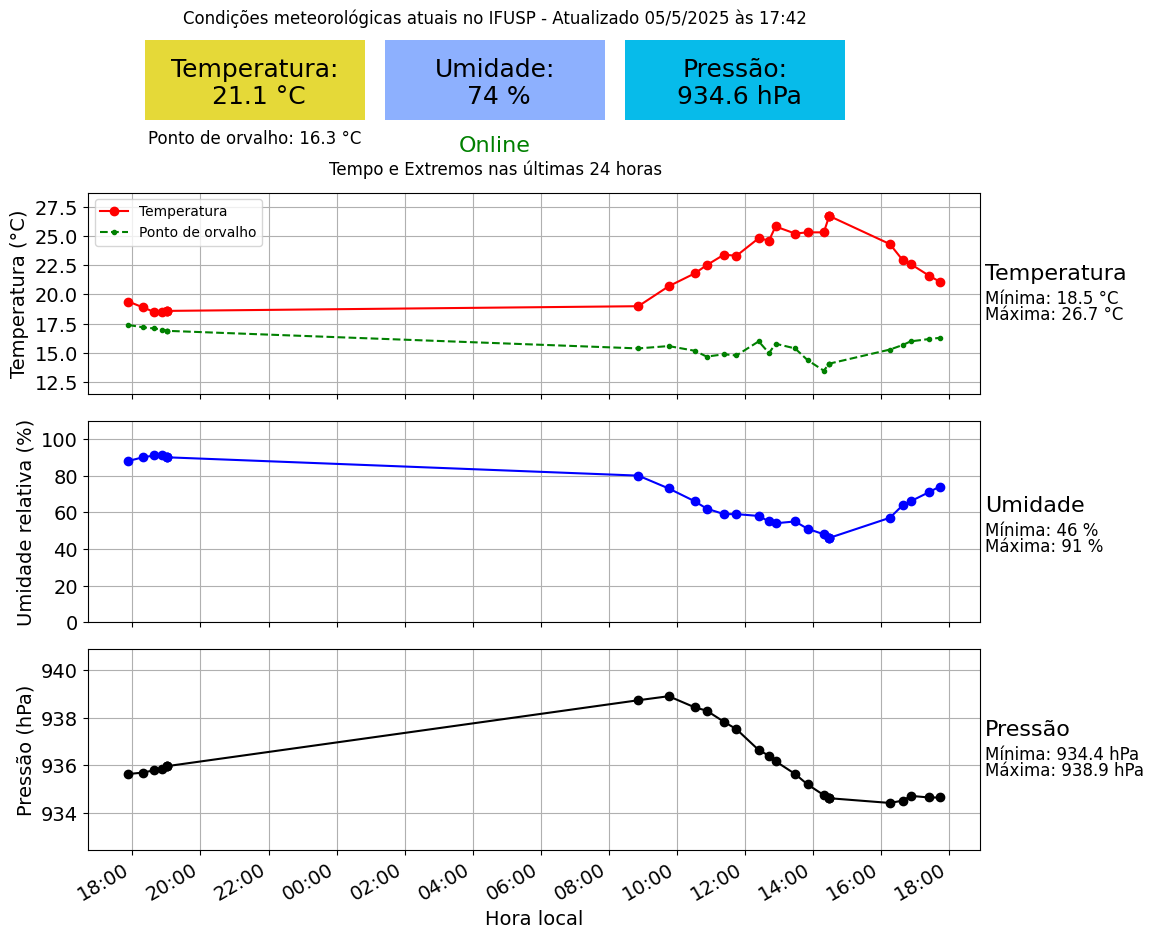 Condições meteorológicas atuais no IFUSP - Atualizado 05/5/2025 às 17:42
Temperatura:
21.1 °C
Umidade:
74 %
Pressão:
934.6 hPa
Ponto de orvalho: 16.3 °C
Online
Tempo e Extremos nas últimas 24 horas
Temperatura (°C)
27.5
25.0
22.5
20.0
17.5
15.0
12.5
Temperatura
Ponto de orvalho
Temperatura
Mínima: 18.5 °C
Máxima: 26.7 °C
Umidade relativa (%)
100
80
60
40
20
0
Umidade
Mínima: 46 %
Máxima: 91 %
Pressão (hPa)
940
938
936
934
Pressão
Mínima: 934.4 hPa
Máxima: 938.9 hPa
18:00 20:00 22:00 00:00 02:00 04:00 06:00 08:00 10:00 12:00 14:00 16:00 18:00
Hora local